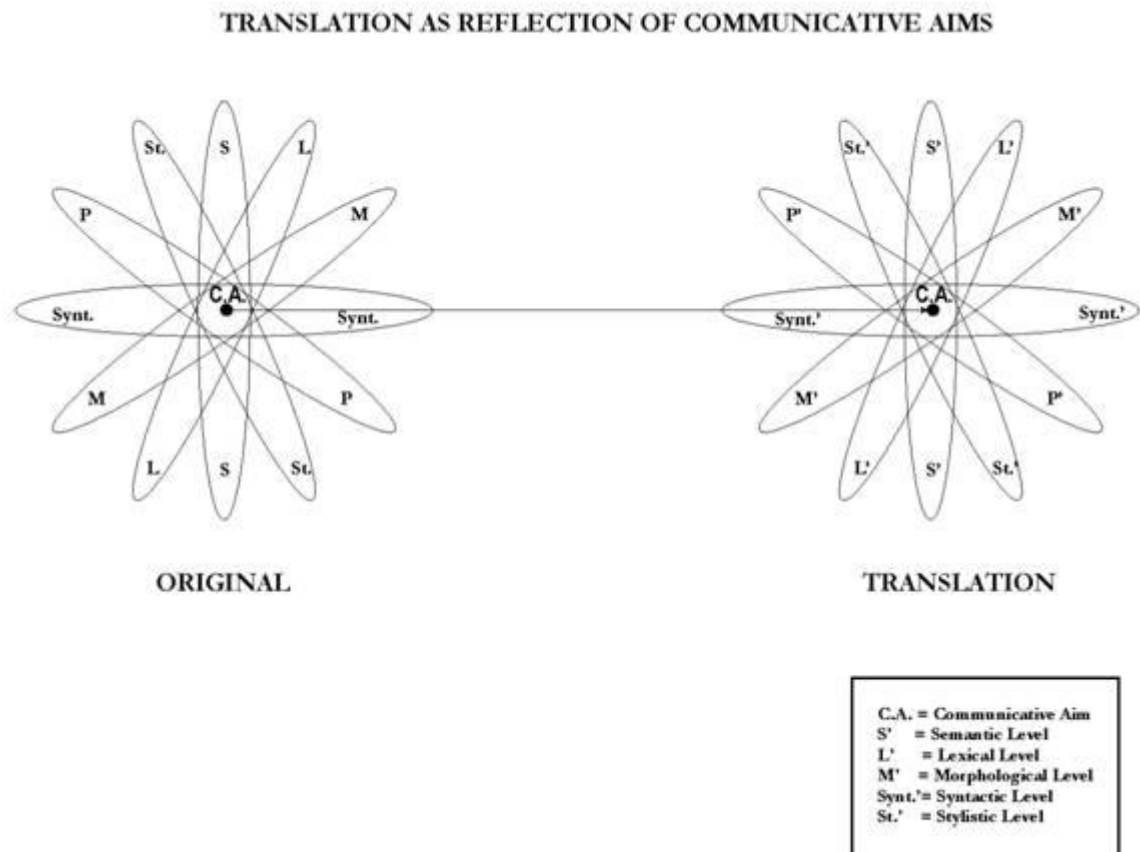 TRANSLATION AS REFLECTION OF COMMUNICATIVE AIMS
St. S L
P M
C.A.
Synt. Synt.
M P
L S St.
St.' S' L'
P' M'
C.A.
Synt.' Synt.'
M' P'
L' S' St.'
ORIGINAL
TRANSLATION
C.A. = Communicative Aim
S' = Semantic Level
L' = Lexical Level
M' = Morphological Level
Synt.'= Syntactic Level
St.' = Stylistic Level